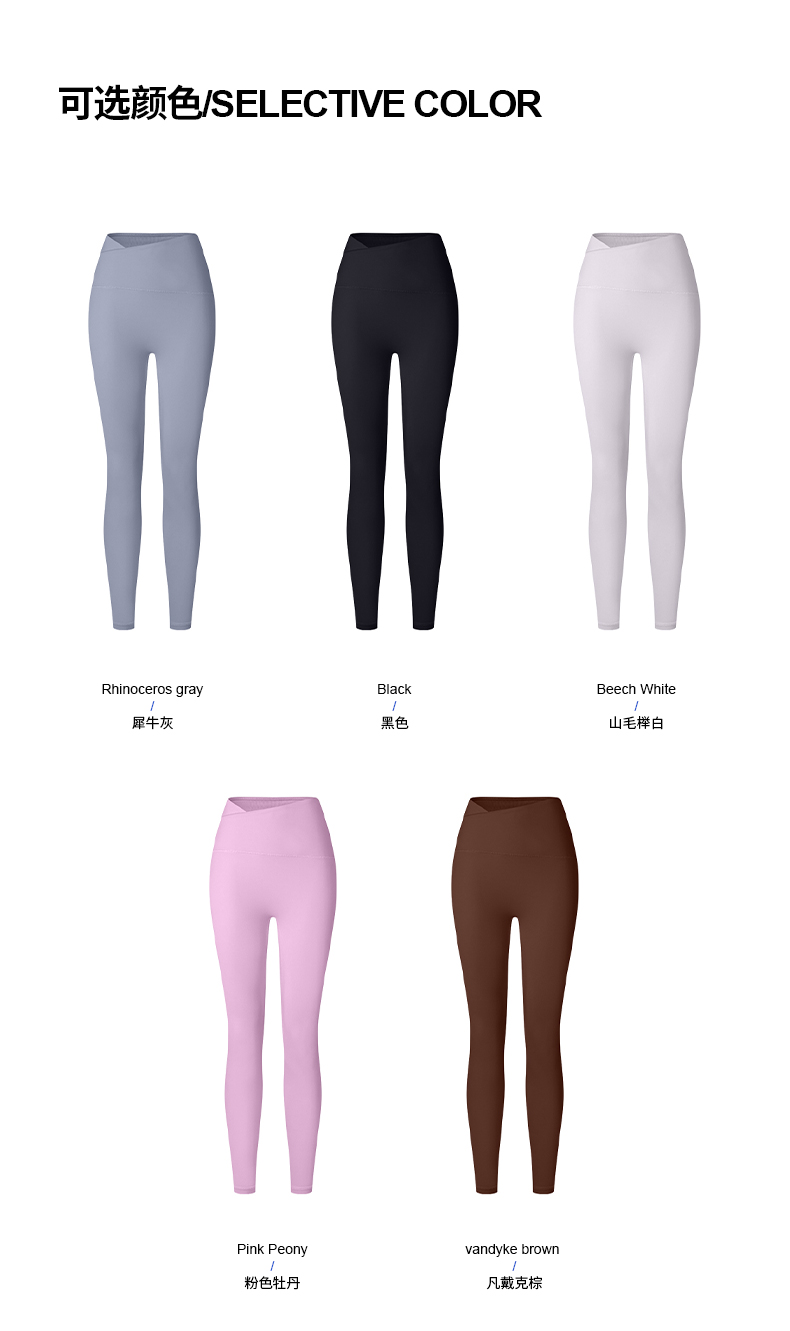 可选颜色/SELECTIVE COLOR
Rhinoceros gray
/
犀牛灰
Black
/
黑色
Beech White
/
山毛榉白
Pink Peony
/
粉色牡丹
vandyke brown
/
凡戴克棕